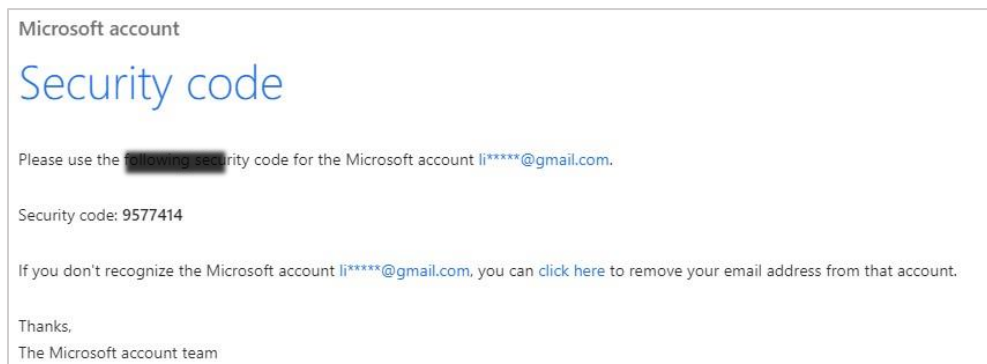 Microsoft account
Security code
Please use the following security code for the Microsoft account li*****@gmail.com.
Security code: 9577414
If you don't recognize the Microsoft account li*****@gmail.com, you can click here to remove your email address from that account.
Thanks,
The Microsoft account team